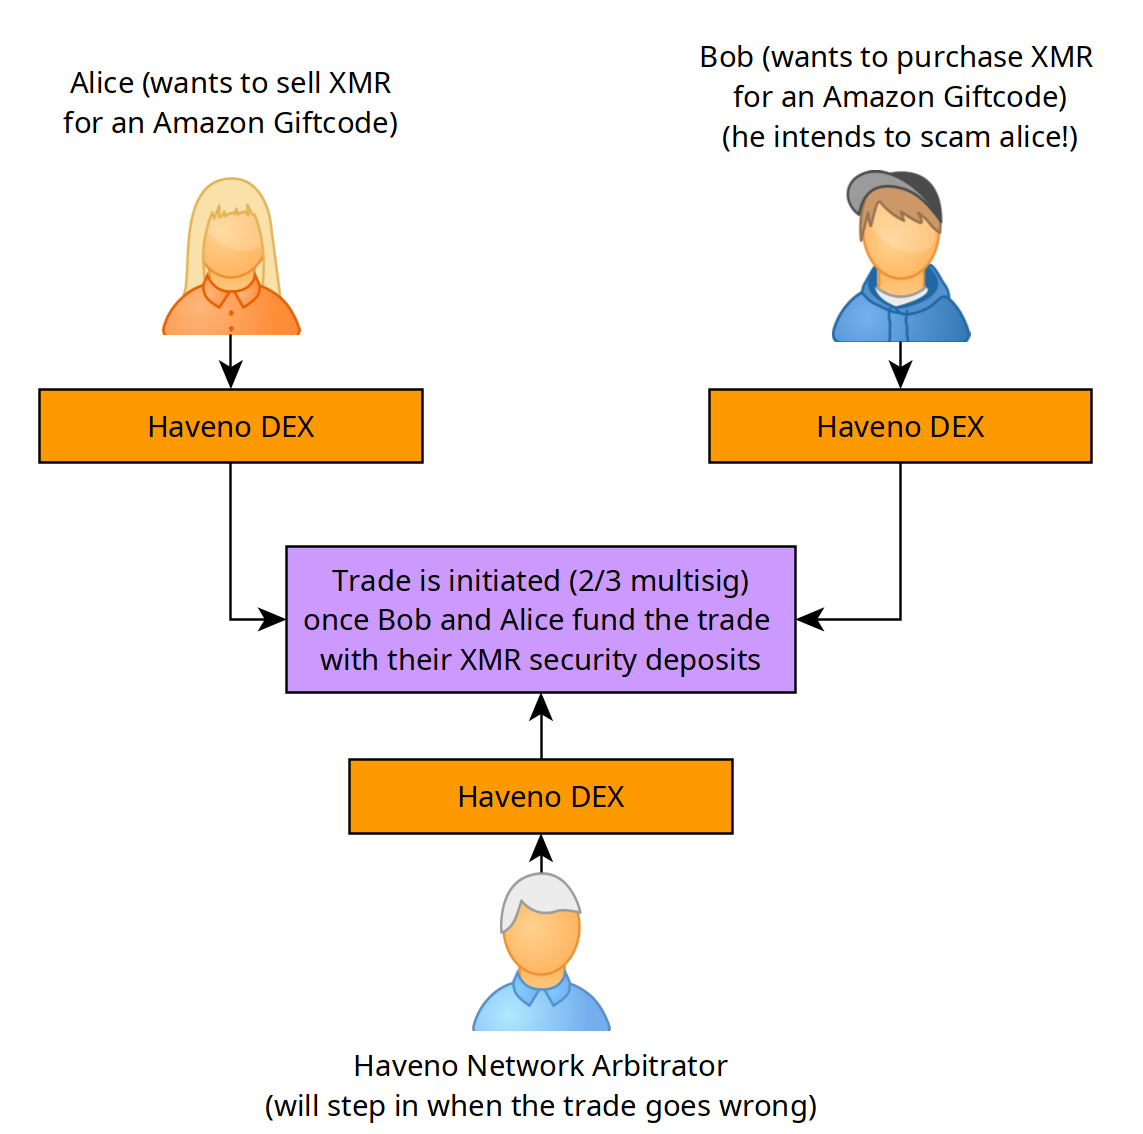 Alice (wants to sell XMR
for an Amazon Giftcode)
Bob (wants to purchase XMR
for an Amazon Giftcode)
(he intends to scam alice!)
Haveno DEX
Haveno DEX
Trade is initiated (2/3 multisig)
once Bob and Alice fund the trade
with their XMR security deposits
Haveno DEX
Haveno Network Arbitrator
(will step in when the trade goes wrong)